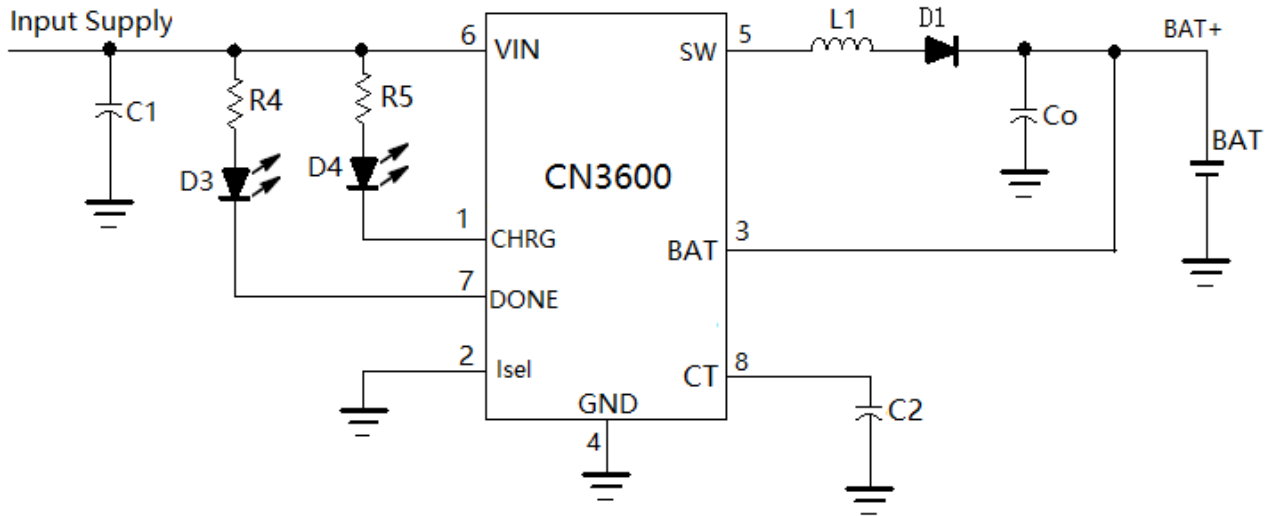 Input Supply
C1
R4
R5
D3
D4
6
VIN
1
CHRG
7
DONE
2
Isel
CN3600
GND
4
5
SW
3
BAT
8
CT
L1
D1
Co
BAT+
BAT
C2